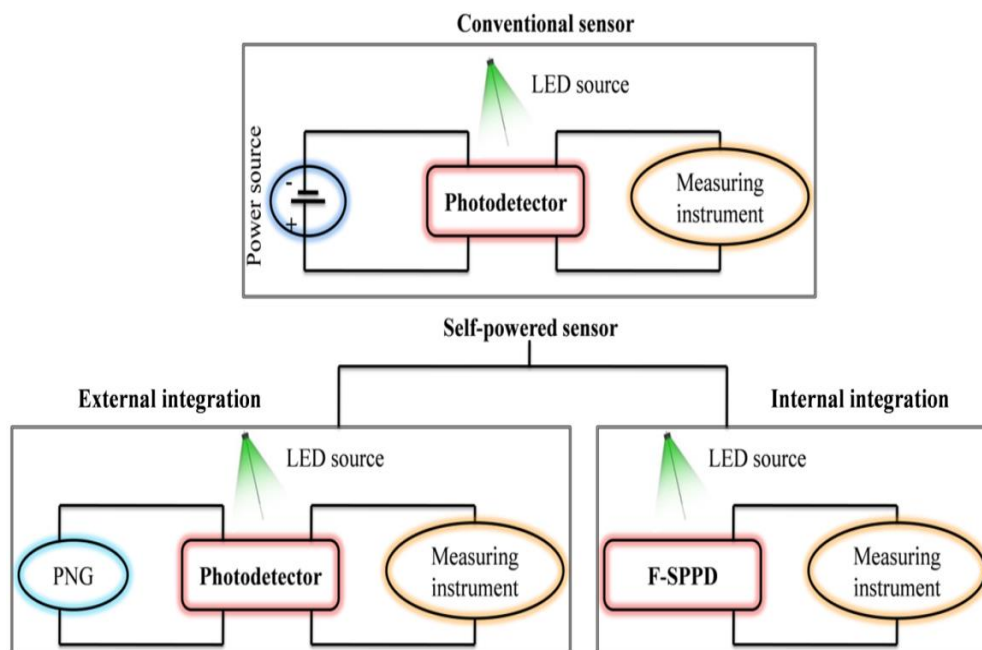 Conventional sensor
LED source
Power source
-
+
Photodetector
Measuring
instrument
Self-powered sensor
External integration
LED source
PNG
Photodetector
Measuring
instrument
Internal integration
LED source
F-SPPD
Measuring
instrument